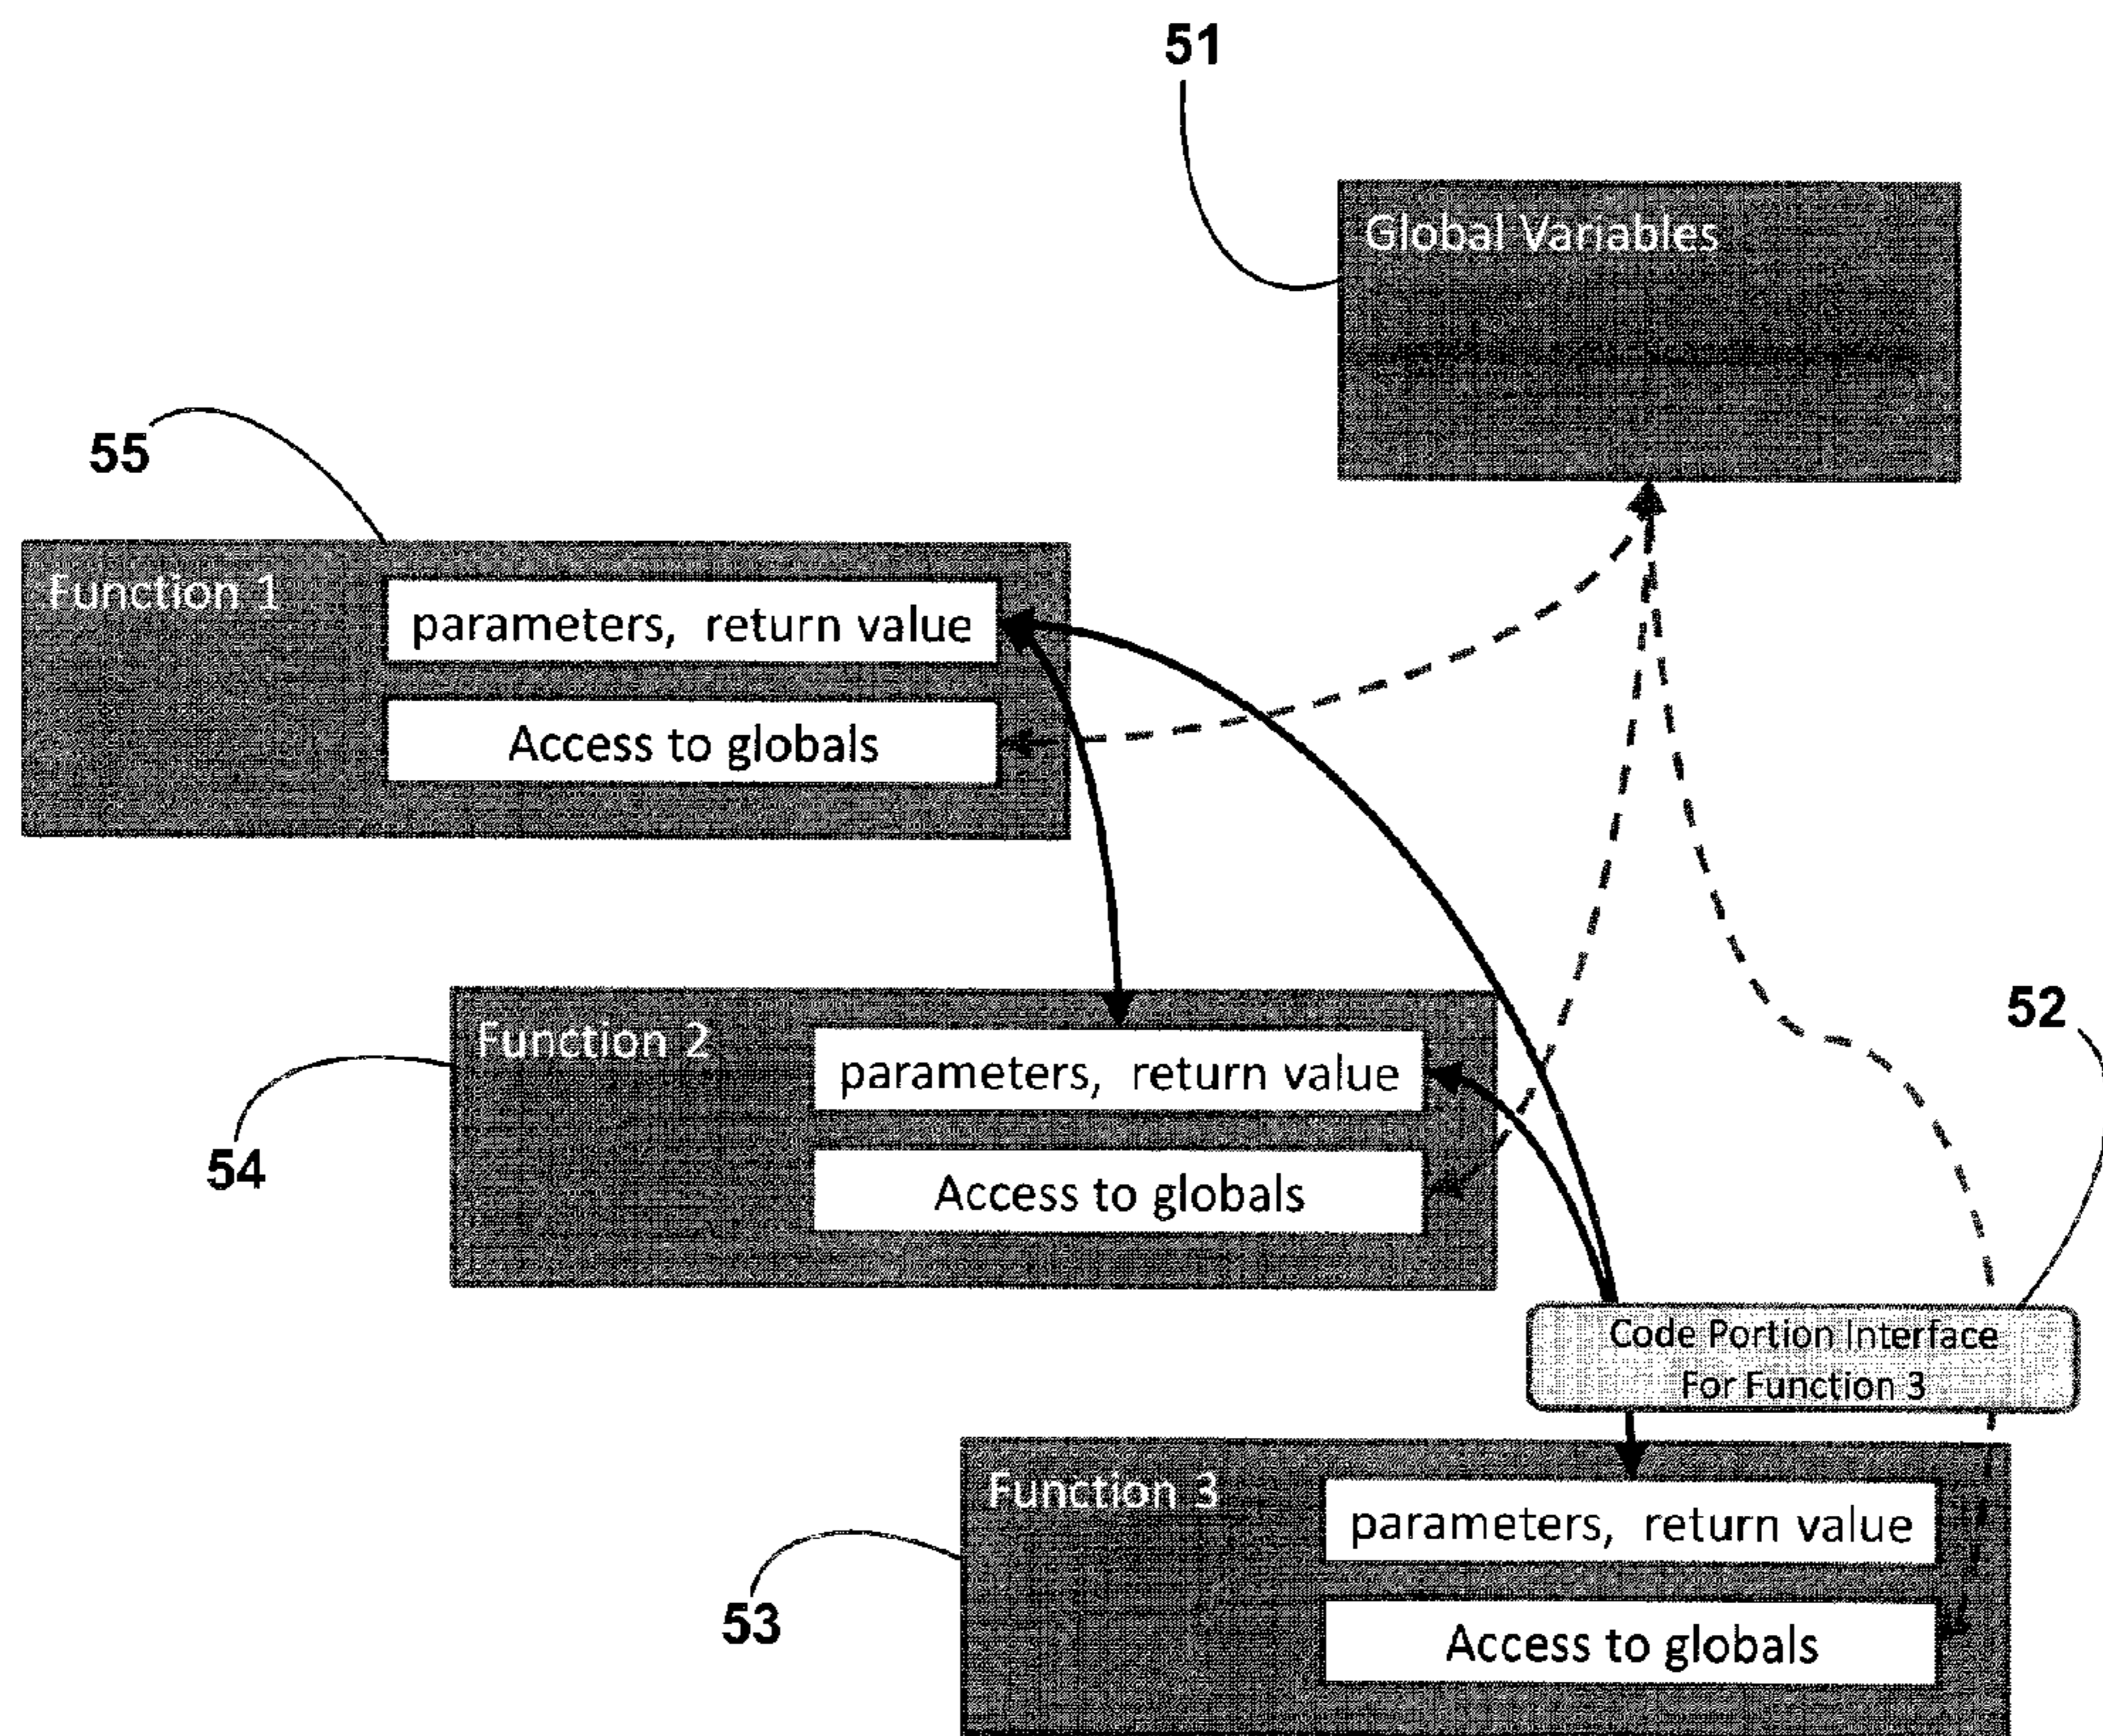 51
Global Variables
55
Function 1
parameters, return value
Access to globals
52
Function 2
parameters, return value
54
Access to globals
Code Portion Interface
For Function 3
Function 3
parameters, return value
53
Access to globals